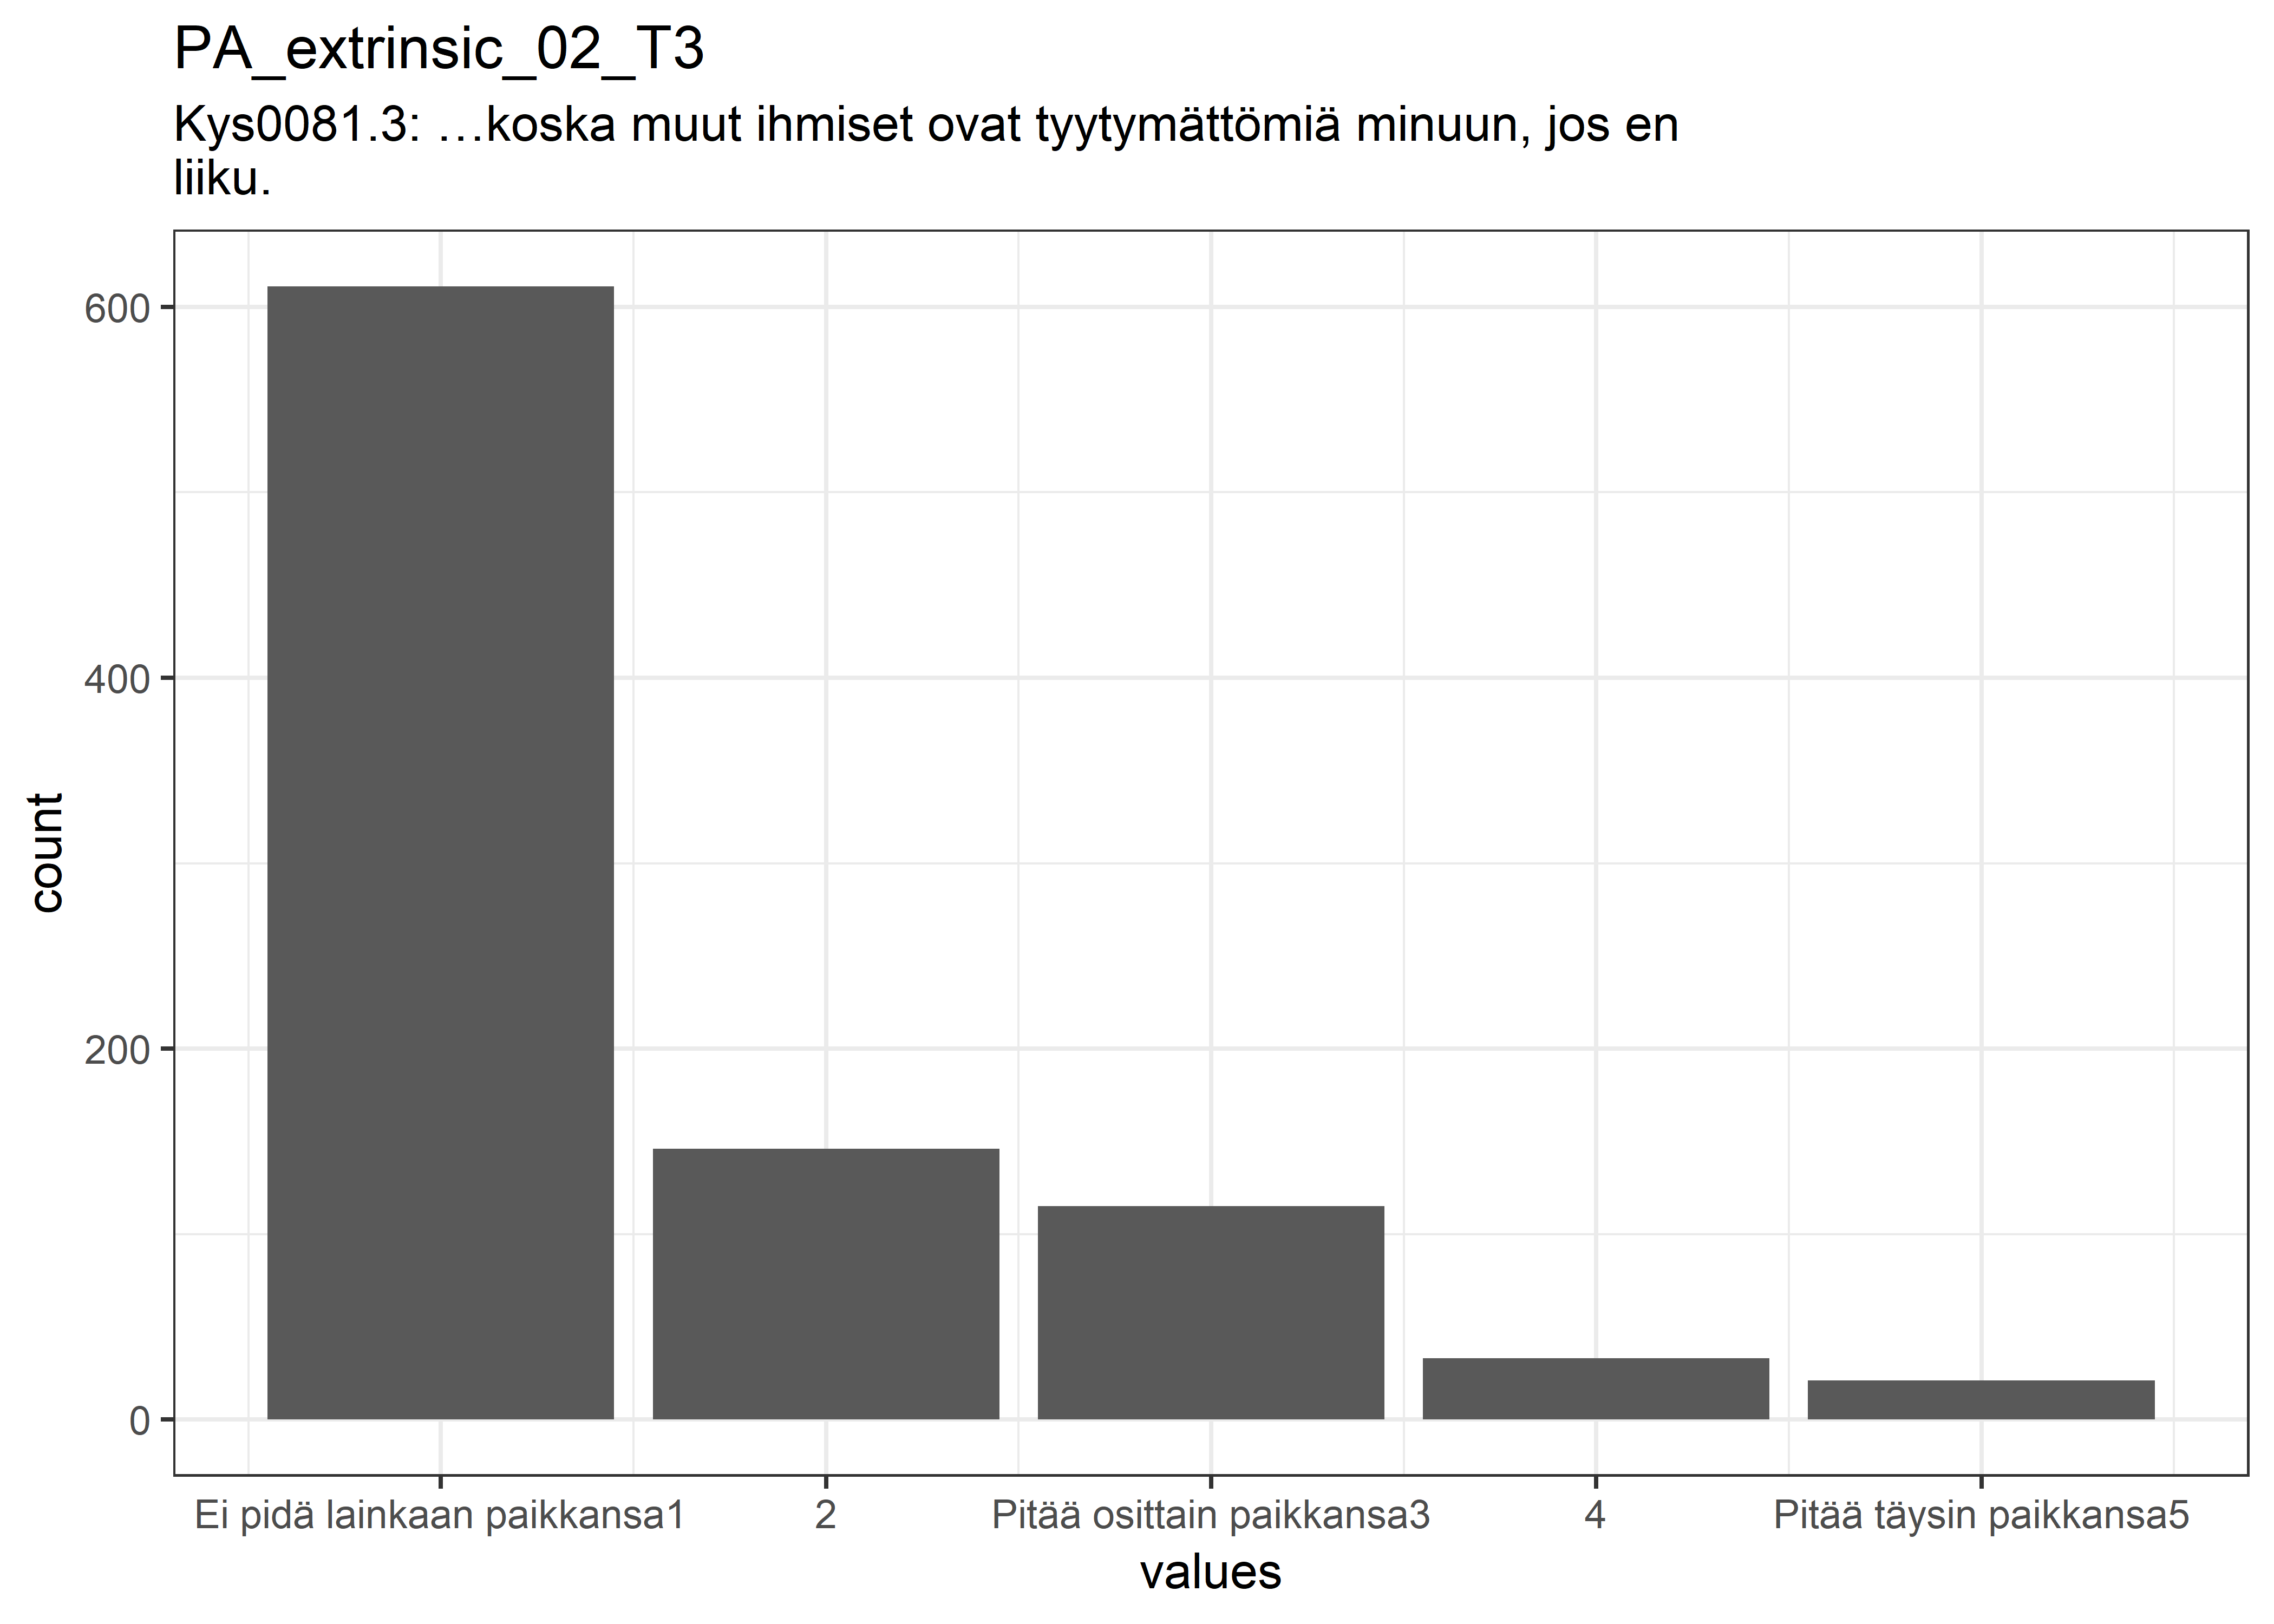 PA_extrinsic_02_T3
Kys0081.3: …koska muut ihmiset ovat tyytymättömiä minuun, jos en
liiku.
600
400
200
0
count
Ei pidä lainkaan paikkansa1
2
Pitää osittain paikkansa3
4
Pitää täysin paikkansa5
values